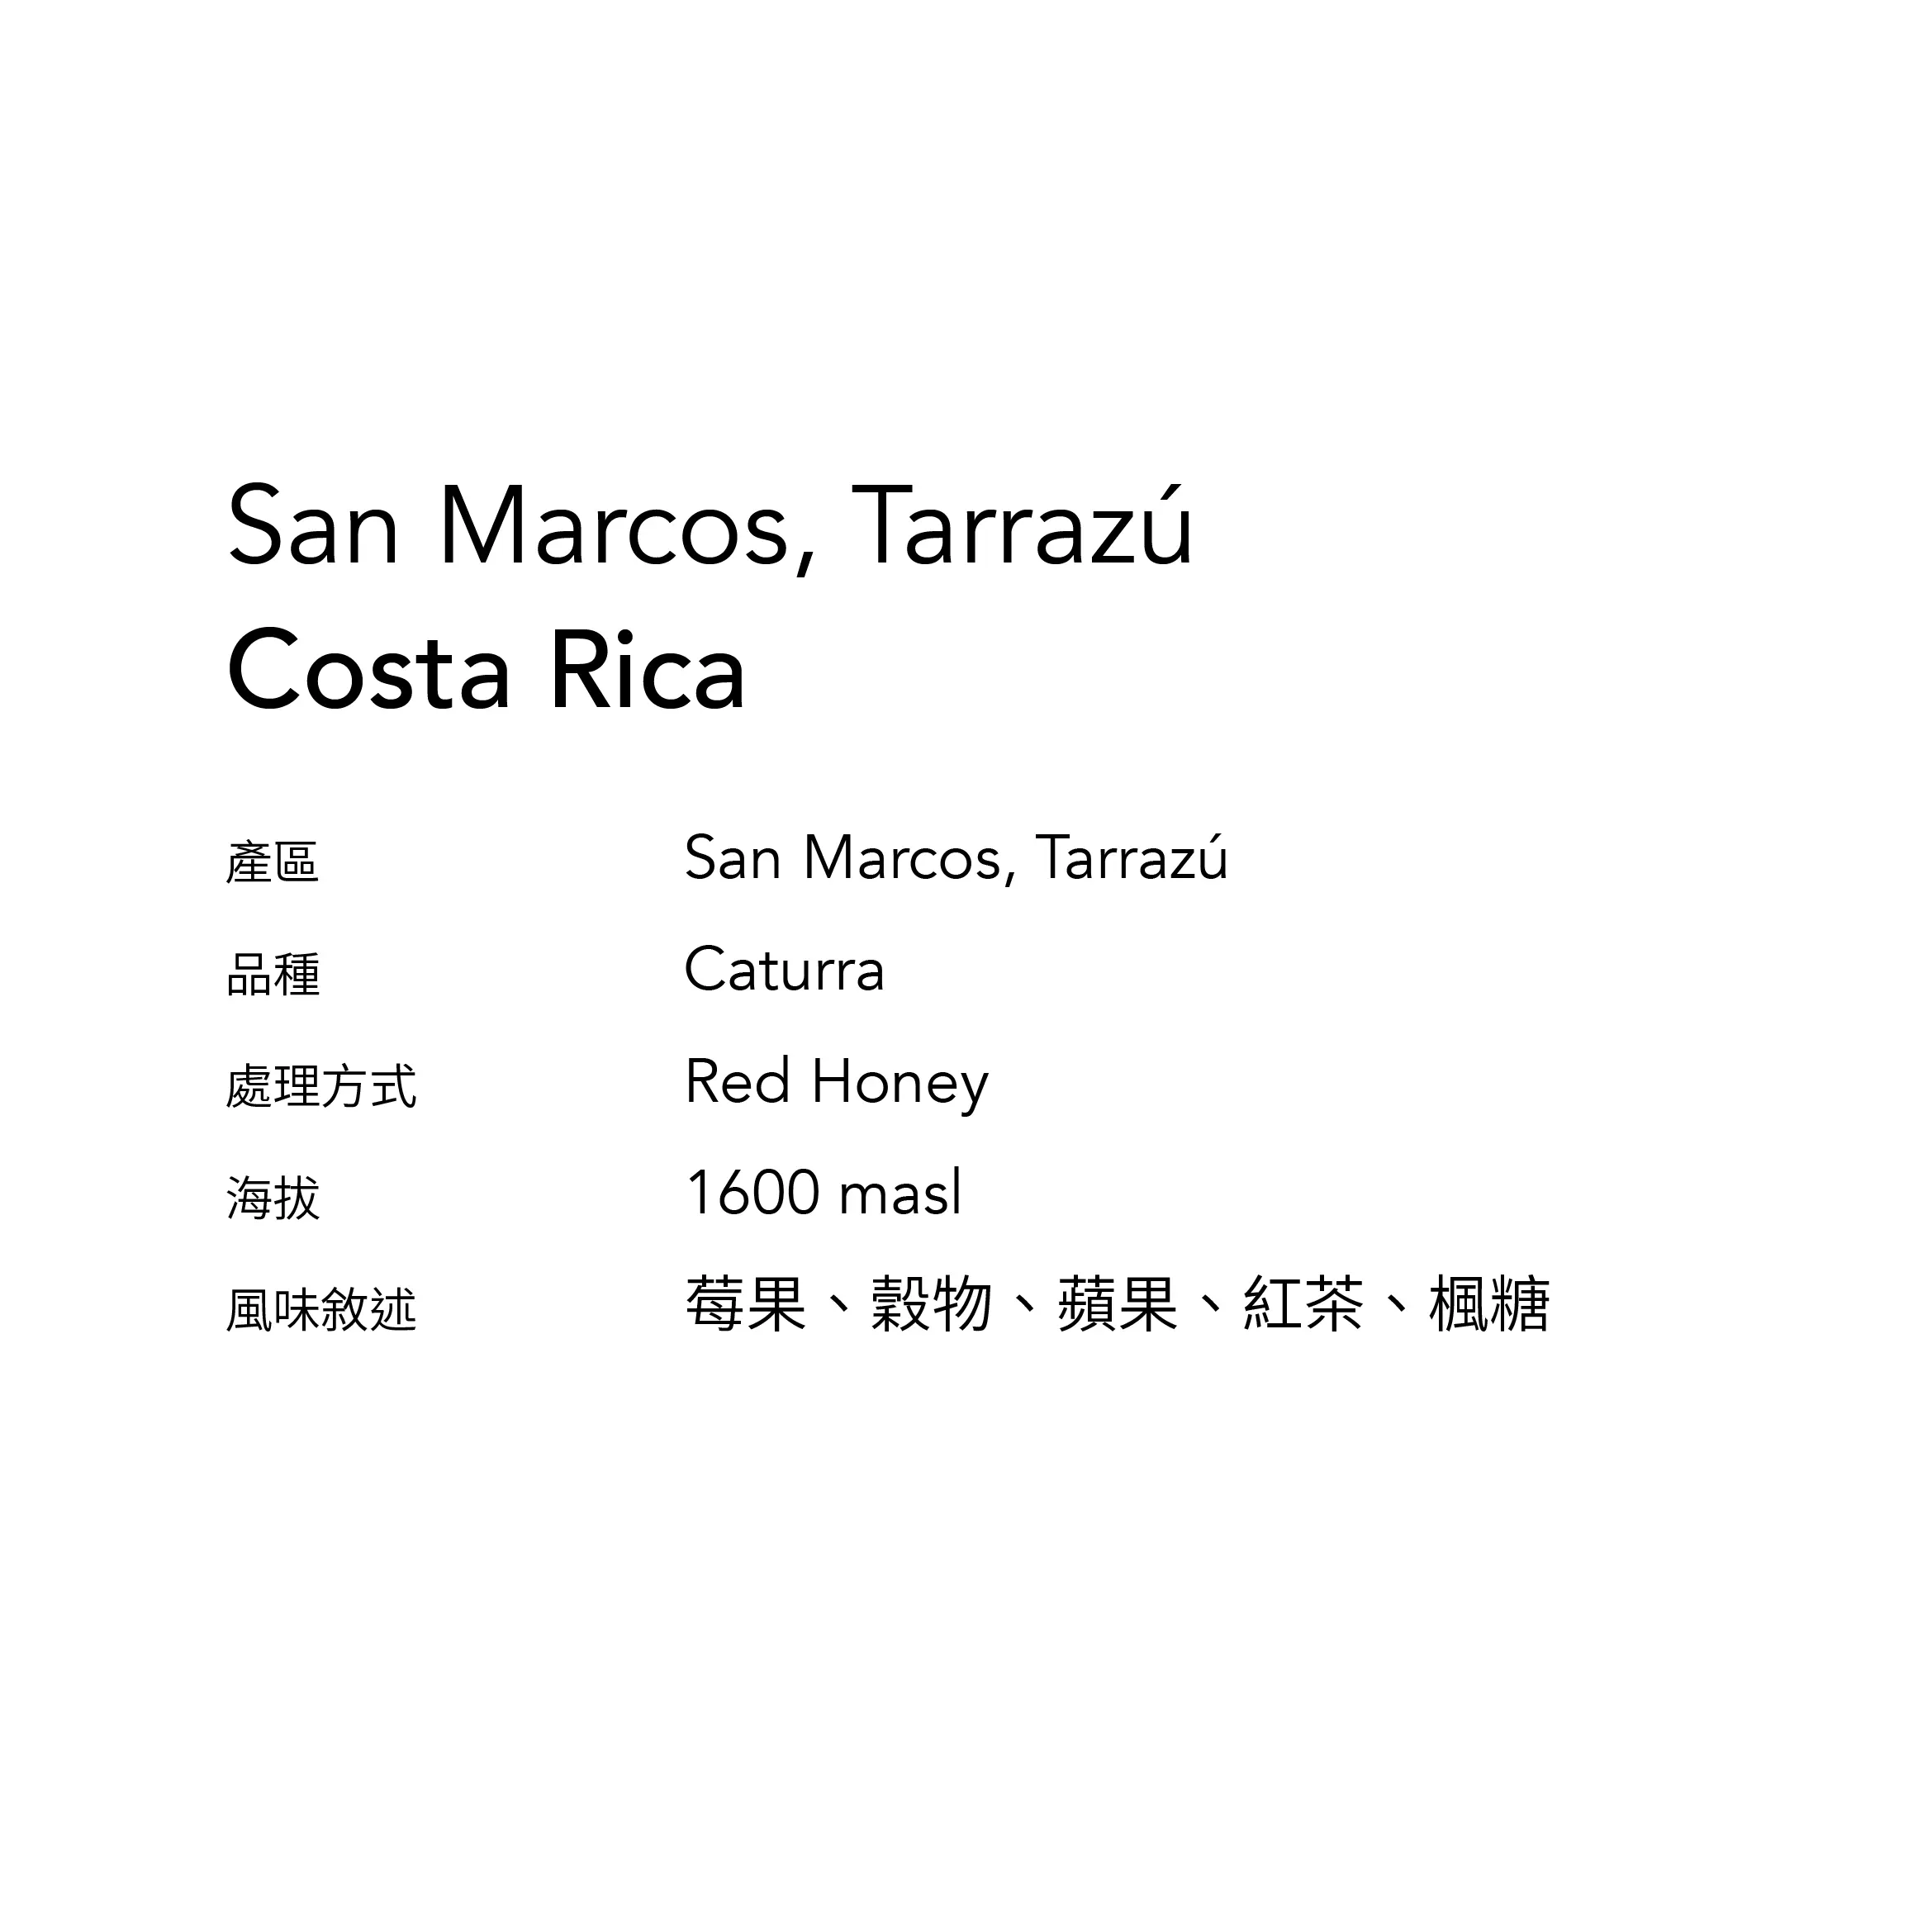 San Marcos, Tarrazú
Costa Rica
產區 San Marcos, Tarrazú
品種 Caturra
處理方式 Red Honey
海拔 1600 masl
風味敘述 莓果、穀物、蘋果、紅茶、楓糖